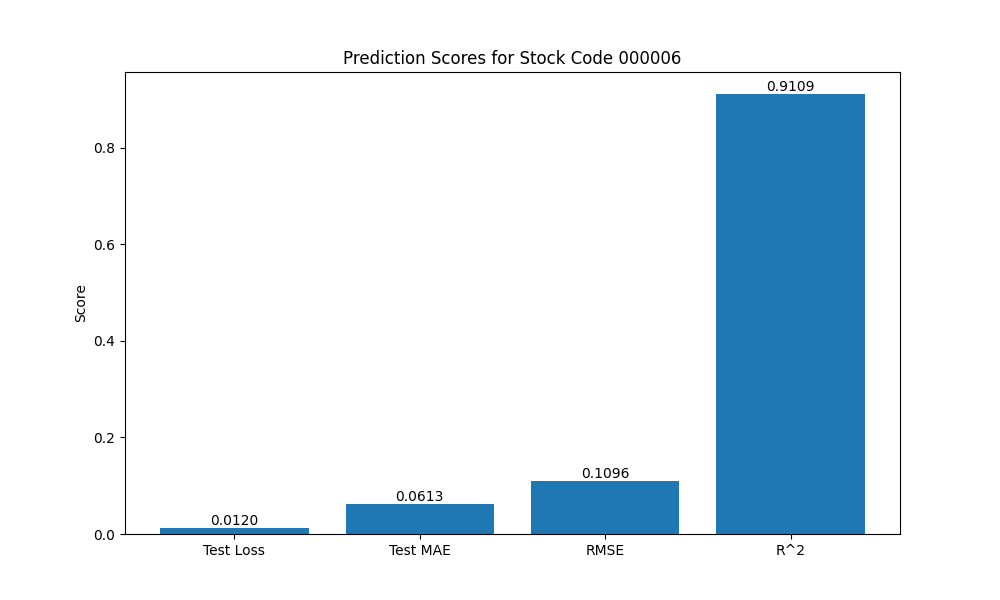 Prediction Scores for Stock Code 000006
Score
0.8
0.6
0.4
0.2
0.0
0.0120
0.0613
0.1096
0.9109
Test Loss
Test MAE
RMSE
R^2